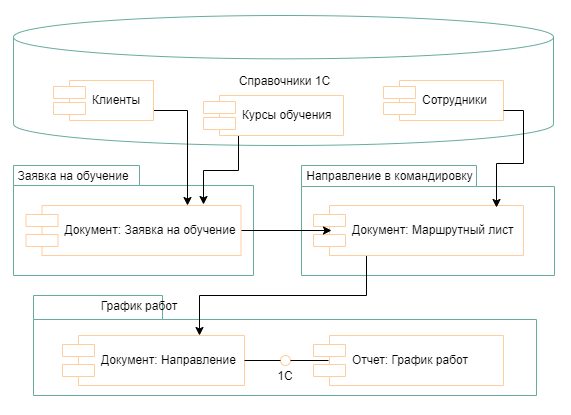 Справочники 1С
Клиенты
Курсы обучения
Сотрудники
Заявка на обучение
Направление в командировку
Документ: Заявка на обучение
Документ: Маршрутный лист
График работ
Документ: Направление
1С
Отчет: График работ